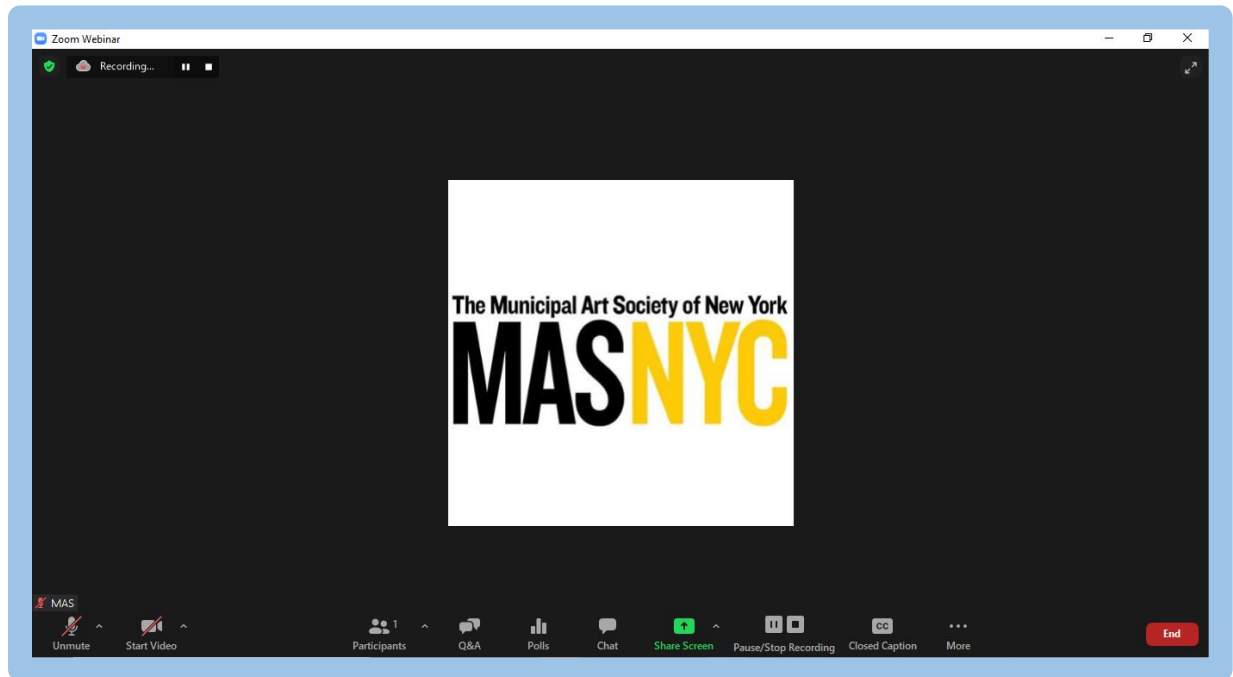 Zoom Webinar
Recording...
The Municipal Art Society of New York
MASNYC
MAS
Unmute
Start Video
Participants
1
Q&A
Polls
Chat
Share Screen
Pause/Stop Recording
CC
Closed Caption
More
End